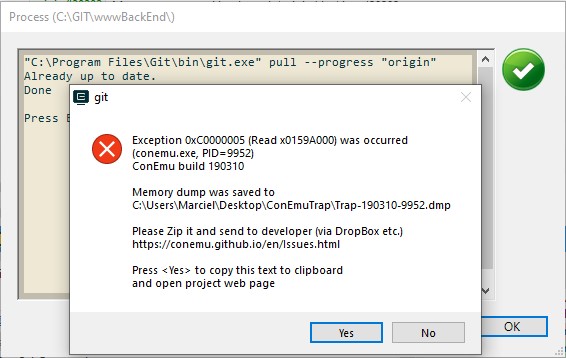 Process (C:\GIT\wwwBackEnd\)
"C:\Program Files\Git\bin\git.exe" pull --progress "origin"
Already up to date.
Done
Press E
git
Exception 0xC0000005 (Read x0159A000) was occurred
(conemu.exe, PID=9952)
ConEmu build 190310
Memory dump was saved to
C:\Users\Marciel\Desktop\ConEmuTrap\Trap-190310-9952.dmp
Please Zip it and send to developer (via DropBox etc.)
https://conemu.github.io/en/Issues.html
Press <Yes> to copy this text to clipboard
and open project web page
Yes
No
OK